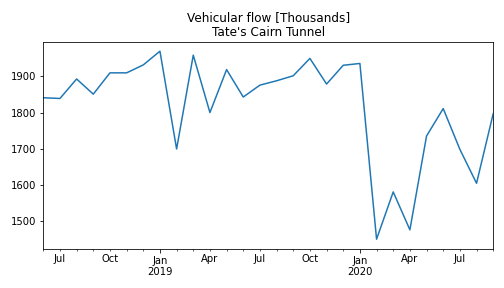 Vehicular flow [Thousands]
Tate's Cairn Tunnel
1900
1800
1700
1600
1500
Jul Oct Jan Apr Jul Oct Jan Apr Jul
2019 2020